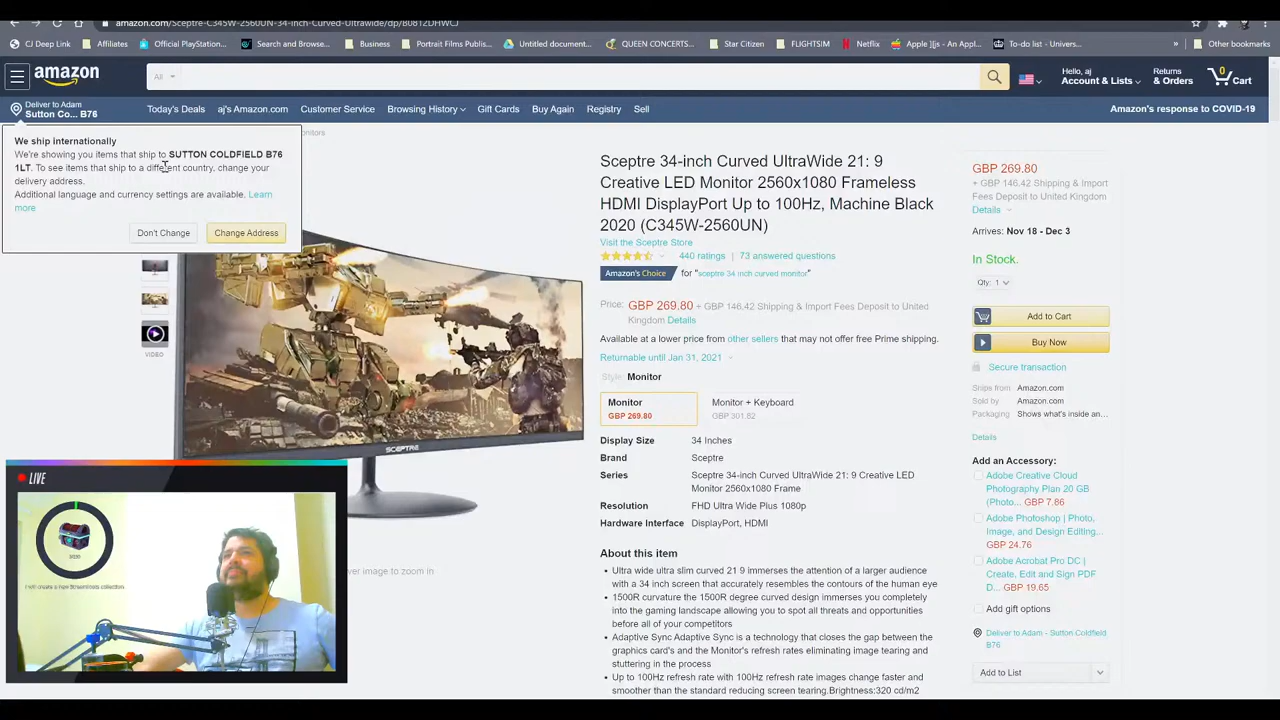 amazon.com/Sceptre-C345W-2560UN-34-inch-Curved-Ultrawide/dp/B0812DHWCJ
CJ Deep Link Affiliates Official PlayStation... Search and Browse... Business Portrait Films Publis... Untitled document... QUEEN CONCERTS... Star Citizen FLIGHTSIM Netflix Apple ][js - An Appl... To-do list - Univers... » Other bookmarks
amazon
All
Hello, aj
Account & Lists
Returns
& Orders
0
Cart
Deliver to Adam
Sutton Co... B76
Today's Deals aj's Amazon.com Customer Service Browsing History Gift Cards Buy Again Registry Sell
Amazon's response to COVID-19
We ship internationally
We're showing you items that ship to SUTTON COLDFIELD B76
1LT. To see items that ship to a different country, change your
delivery address.
Additional language and currency settings are available. Learn
more
Don't Change Change Address
VIDEO
SCEPTRE
over image to zoom in
Sceptre 34-inch Curved UltraWide 21: 9
Creative LED Monitor 2560x1080 Frameless
HDMI DisplayPort Up to 100Hz, Machine Black
2020 (C345W-2560UN)
Visit the Sceptre Store
440 ratings | 73 answered questions
Amazon's Choice for "sceptre 34 inch curved monitor"
Price: GBP 269.80 + GBP 146.42 Shipping & Import Fees Deposit to United
Kingdom Details
Available at a lower price from other sellers that may not offer free Prime shipping.
Returnable until Jan 31, 2021
Style: Monitor
Monitor
GBP 269.80
Monitor + Keyboard
GBP 301.82
Display Size 34 Inches
Brand Sceptre
Series Sceptre 34-inch Curved UltraWide 21: 9 Creative LED
Monitor 2560x1080 Frame
Resolution FHD Ultra Wide Plus 1080p
Hardware Interface DisplayPort, HDMI
About this item
• Ultra wide ultra slim curved 21 9 immerses the attention of a larger audience
with a 34 inch screen that accurately resembles the contours of the human eye
• 1500R curvature the 1500R degree curved design immerses you completely
into the gaming landscape allowing you to spot all threats and opportunities
before all of your competitors
• Adaptive Sync Adaptive Sync is a technology that closes the gap between the
graphics card's and the Monitor's refresh rates eliminating image tearing and
stuttering in the process
• Up to 100Hz refresh rate with 100Hz refresh rate images change faster and
smoother than the standard reducing screen tearing.Brightness:320 cd/m2
GBP 269.80
+ GBP 146.42 Shipping & Import
Fees Deposit to United Kingdom
Details
Arrives: Nov 18 - Dec 3
In Stock.
Qty: 1
Add to Cart
Buy Now
Secure transaction
Ships from Amazon.com
Sold by Amazon.com
Packaging Shows what's inside an...
Details
Add an Accessory:
Adobe Creative Cloud
Photography Plan 20 GB
(Photo... GBP 7.86
Adobe Photoshop | Photo,
Image, and Design Editing...
GBP 24.76
Adobe Acrobat Pro DC |
Create, Edit and Sign PDF
D... GBP 19.65
Add gift options
Deliver to Adam - Sutton Coldfield
B76
Add to List
LIVE